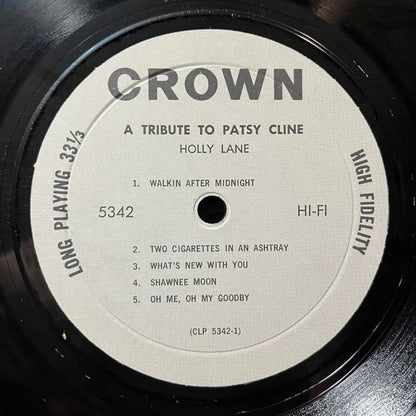 CROWN
A TRIBUTE TO PATSY CLINE
HOLLY LANE
LONG PLAYING 33⅓
HIGH FIDELITY
1. WALKIN AFTER MIDNIGHT
5342
HI-FI
2. TWO CIGARETTES IN AN ASHTRAY
3. WHAT'S NEW WITH YOU
4. SHAWNEE MOON
5. OH ME, OH MY GOODBY
(CLP 5342-1)